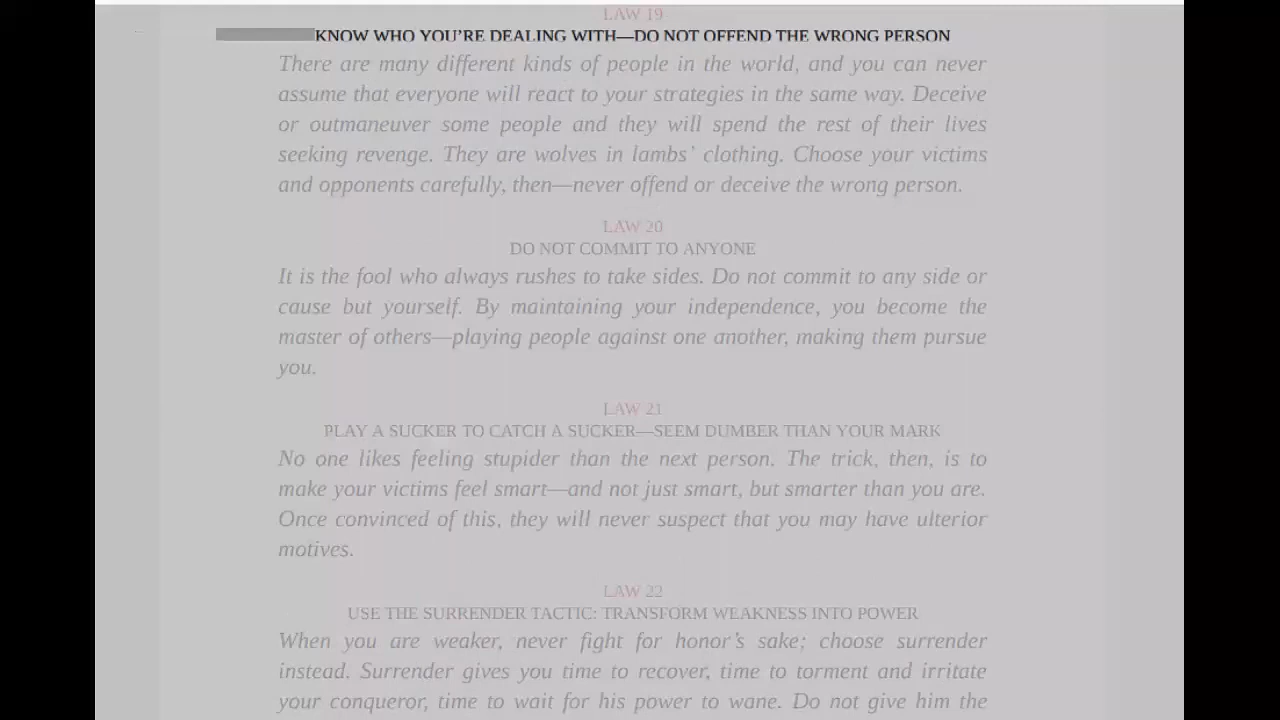 LAW 19
KNOW WHO YOU’RE DEALING WITH—DO NOT OFFEND THE WRONG PERSON
There are many different kinds of people in the world, and you can never
assume that everyone will react to your strategies in the same way. Deceive
or outmaneuver some people and they will spend the rest of their lives
seeking revenge. They are wolves in lambs’ clothing. Choose your victims
and opponents carefully, then—never offend or deceive the wrong person.
LAW 20
DO NOT COMMIT TO ANYONE
It is the fool who always rushes to take sides. Do not commit to any side or
cause but yourself. By maintaining your independence, you become the
master of others—playing people against one another, making them pursue
you.
LAW 21
PLAY A SUCKER TO CATCH A SUCKER—SEEM DUMBER THAN YOUR MARK
No one likes feeling stupider than the next person. The trick, then, is to
make your victims feel smart—and not just smart, but smarter than you are.
Once convinced of this, they will never suspect that you may have ulterior
motives.
LAW 22
USE THE SURRENDER TACTIC: TRANSFORM WEAKNESS INTO POWER
When you are weaker, never fight for honor’s sake; choose surrender
instead. Surrender gives you time to recover, time to torment and irritate
your conqueror, time to wait for his power to wane. Do not give him the